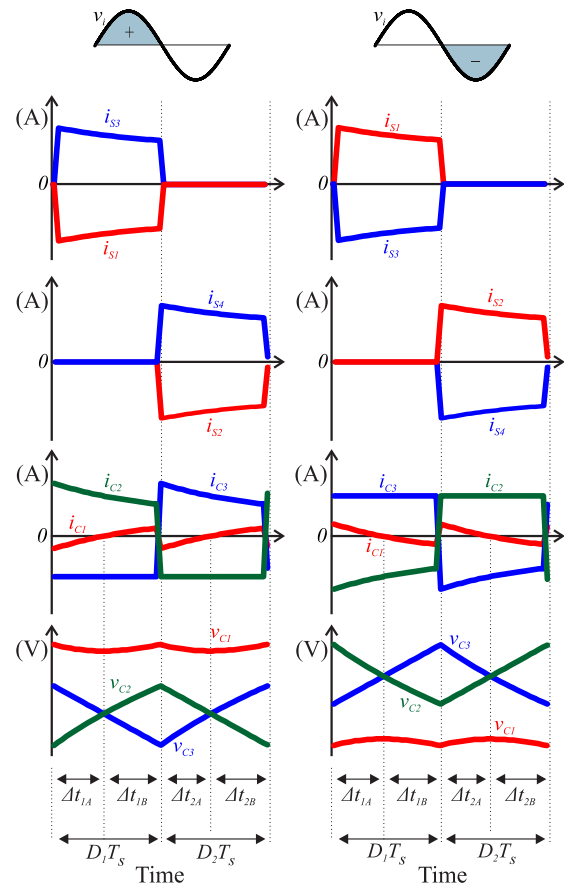 v_i
+
(A)
i_S3
0
i_S1
(A)
i_S4
0
i_S2
(A)
i_C2
i_C3
i_C1
0
(V)
v_C1
v_C2
v_C3
Δt_1A Δt_1B Δt_2A Δt_2B
D_1T_s D_2T_s
Time
v_i
−
(A)
i_S1
0
i_S3
(A)
i_S2
0
i_S4
(A)
i_C3
i_C2
0
i_C1
(V)
v_C3
v_C2
v_C1
Δt_1A Δt_1B Δt_2A Δt_2B
D_1T_s D_2T_s
Time